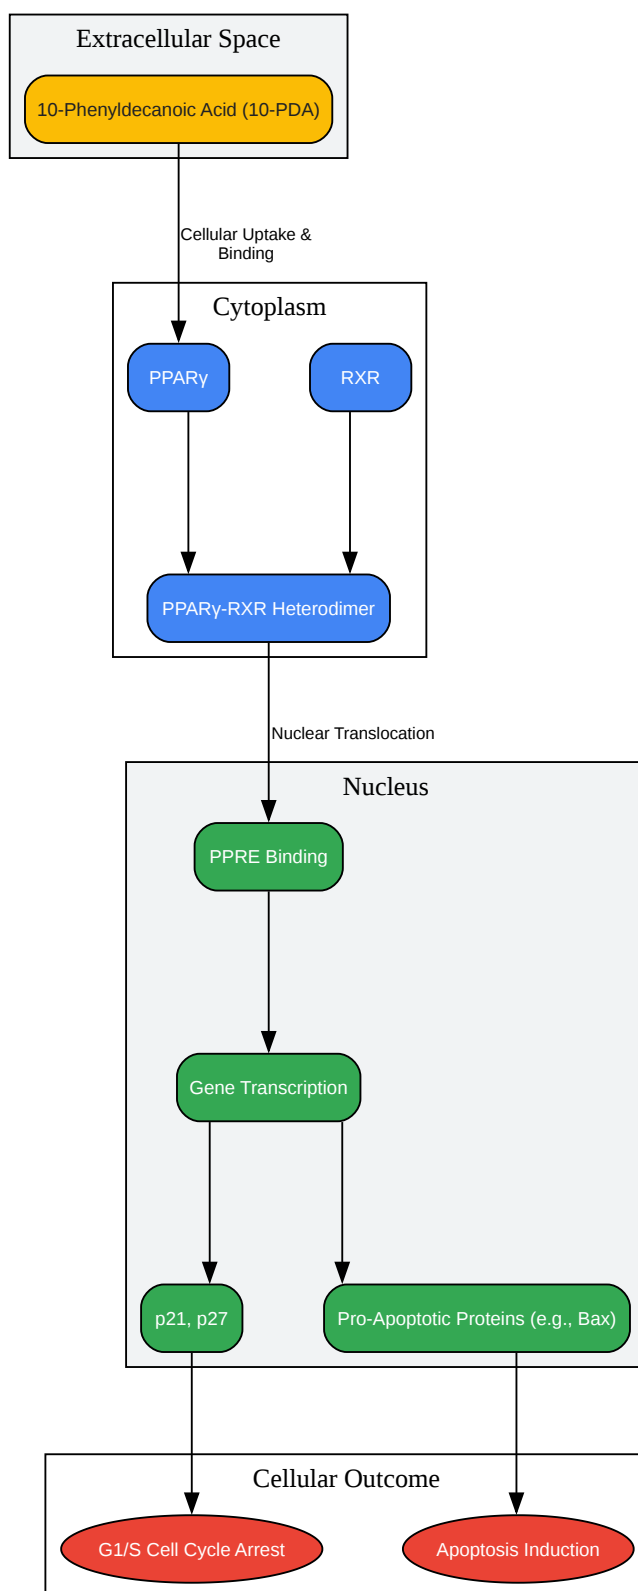 Extracellular Space
10-Phenyldecanoic Acid (10-PDA)
Cellular Uptake &
Binding
Cytoplasm
PPARγ
RXR
PPARγ-RXR Heterodimer
Nuclear Translocation
Nucleus
PPRE Binding
Gene Transcription
p21, p27
Pro-Apoptotic Proteins (e.g., Bax)
Cellular Outcome
G1/S Cell Cycle Arrest
Apoptosis Induction